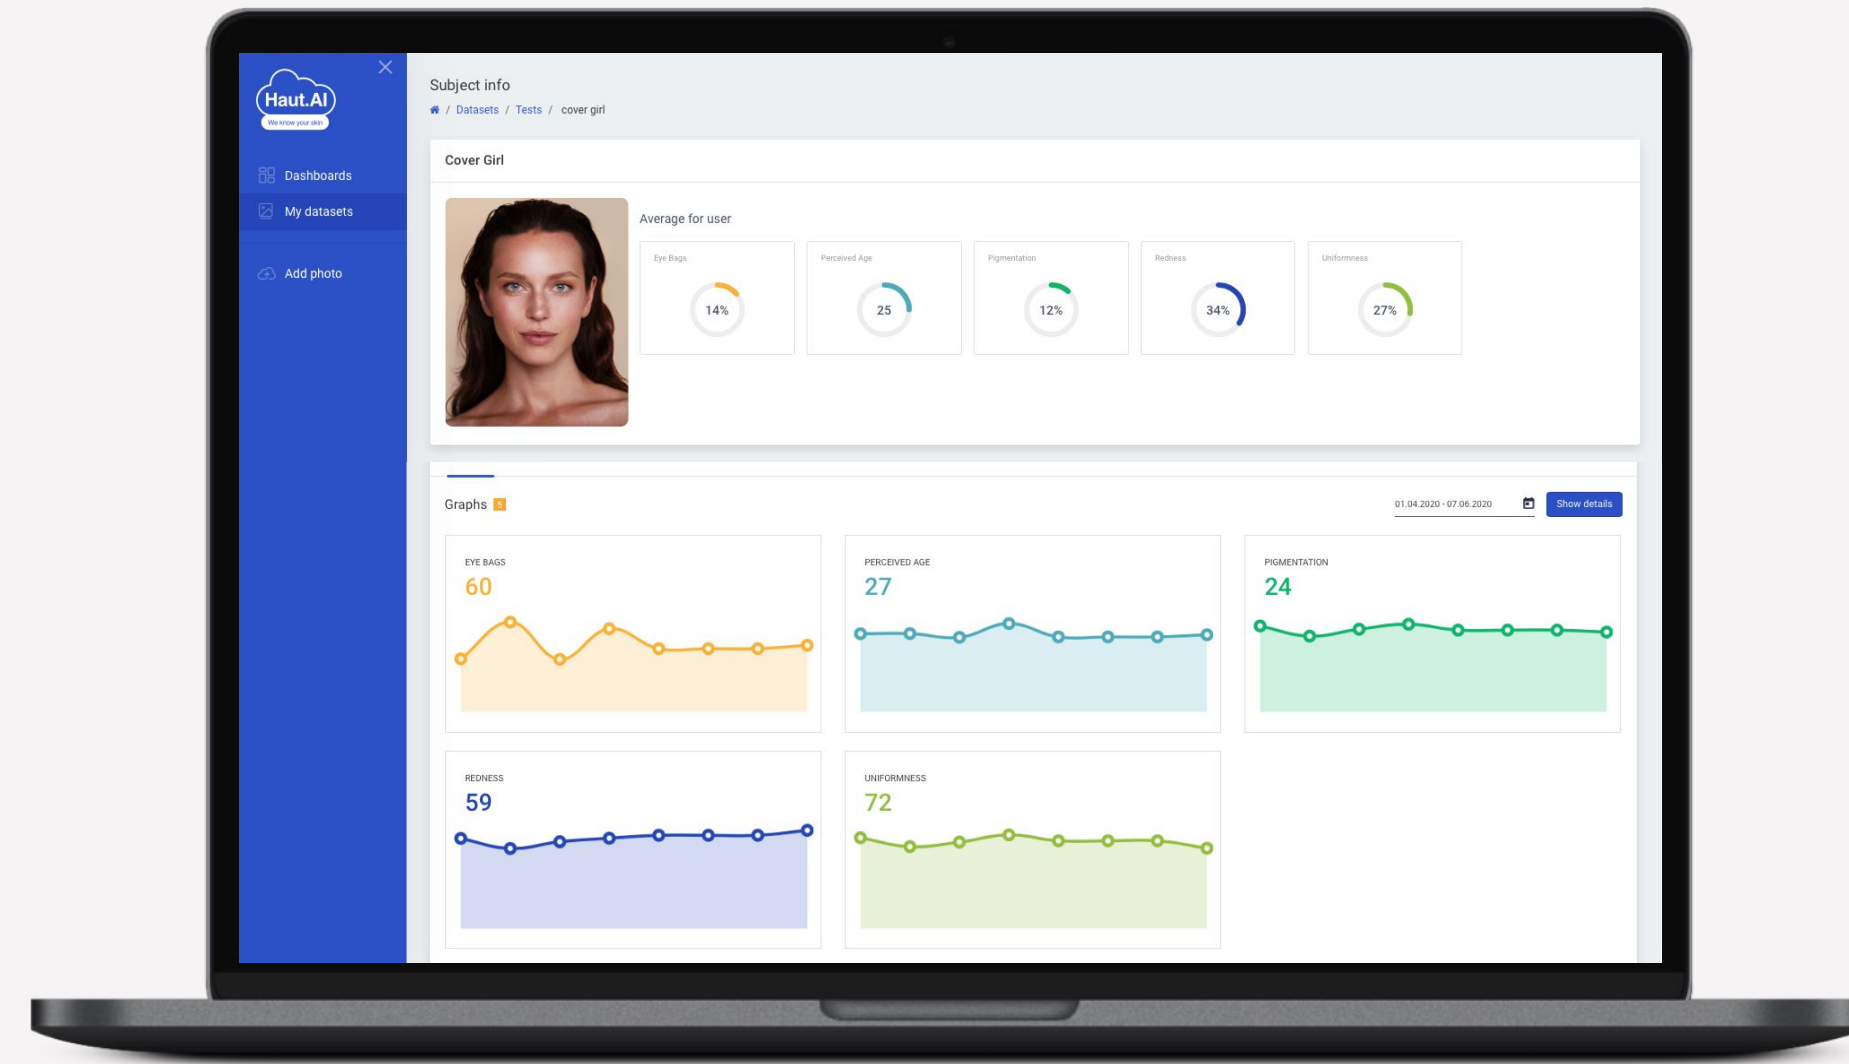 Haut.AI
We know your skin
Dashboards
My datasets
Add photo
Subject info
/ Datasets / Tests / cover girl
Cover Girl
Average for user
Eye Bags
14%
Perceived Age
25
Pigmentation
12%
Redness
34%
Uniformness
27%
Graphs 5
01.04.2020 - 07.06.2020
Show details
EYE BAGS
60
PERCEIVED AGE
27
PIGMENTATION
24
REDNESS
59
UNIFORMNESS
72